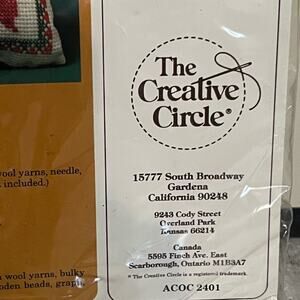 The
Creative
Circle®
15777 South Broadway
Gardena
California 90248
9243 Cody Street
Overland Park
Kansas 66214
Canada
5595 Finch Ave. East
Scarborough, Ontario M1B3A7
® The Creative Circle is a registered trademark.
ACOC 2401
wool yarns, needle,
included.)
wool yarns, bulky
beads, graph,